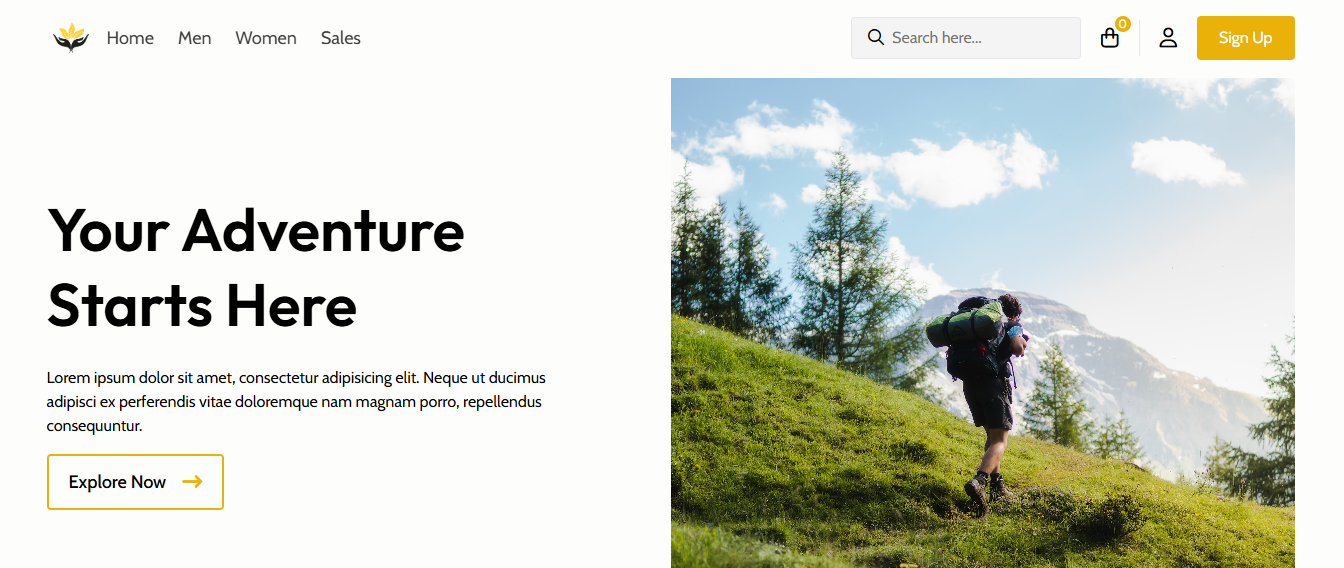 Home Men Women Sales Search here... 0 Sign Up
Your Adventure
Starts Here
Lorem ipsum dolor sit amet, consectetur adipisicing elit. Neque ut ducimus
adipisci ex perferendis vitae doloremque nam magnam porro, repellendus
consequuntur.
Explore Now